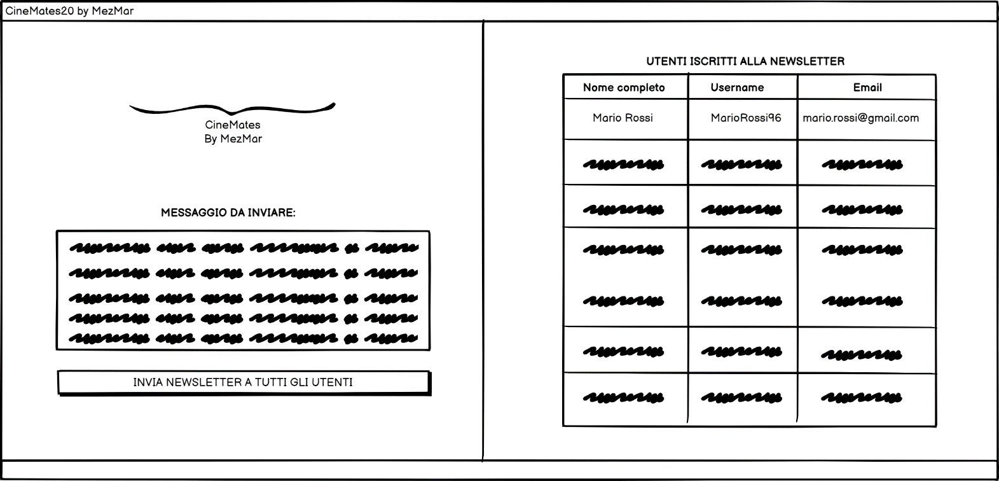 CineMates20 by MezMar
CineMates
By MezMar
MESSAGGIO DA INVIARE:
INVIA NEWSLETTER A TUTTI GLI UTENTI
UTENTI ISCRITTI ALLA NEWSLETTER
Nome completo Username Email
Mario Rossi MarioRossi96 mario.rossi@gmail.com